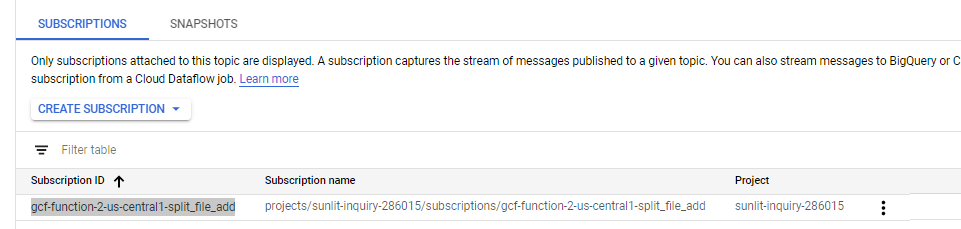 SUBSCRIPTIONS SNAPSHOTS
Only subscriptions attached to this topic are displayed. A subscription captures the stream of messages published to a given topic. You can also stream messages to BigQuery or C
subscription from a Cloud Dataflow job. Learn more
CREATE SUBSCRIPTION
Filter table
Subscription ID Subscription name Project
gcf-function-2-us-central1-split_file_add projects/sunlit-inquiry-286015/subscriptions/gcf-function-2-us-central1-split_file_add sunlit-inquiry-286015